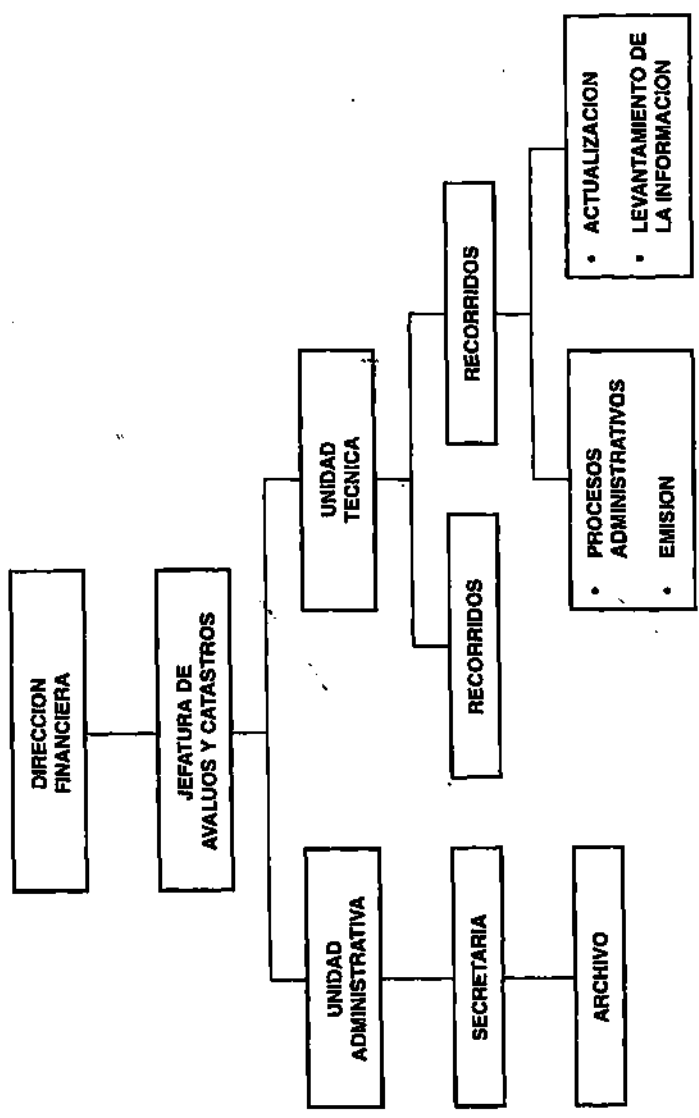 DIRECCION
FINANCIERA
JEFATURA DE
AVALUOS Y CATASTROS
UNIDAD
ADMINISTRATIVA
UNIDAD
TECNICA
SECRETARIA
RECORRIDOS
RECORRIDOS
ARCHIVO
• PROCESOS
ADMINISTRATIVOS
• EMISION
• ACTUALIZACION
• LEVANTAMIENTO DE
LA INFORMACION